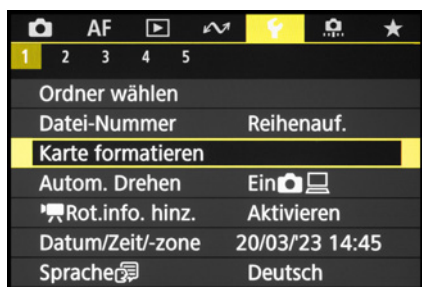 AF
1 2 3 4 5
Ordner wählen
Datei-Nummer Reihenauf.
Karte formatieren
Autom. Drehen Ein
Rot.info. hinz. Aktivieren
Datum/Zeit/-zone 20/03/'23 14:45
Sprache Deutsch